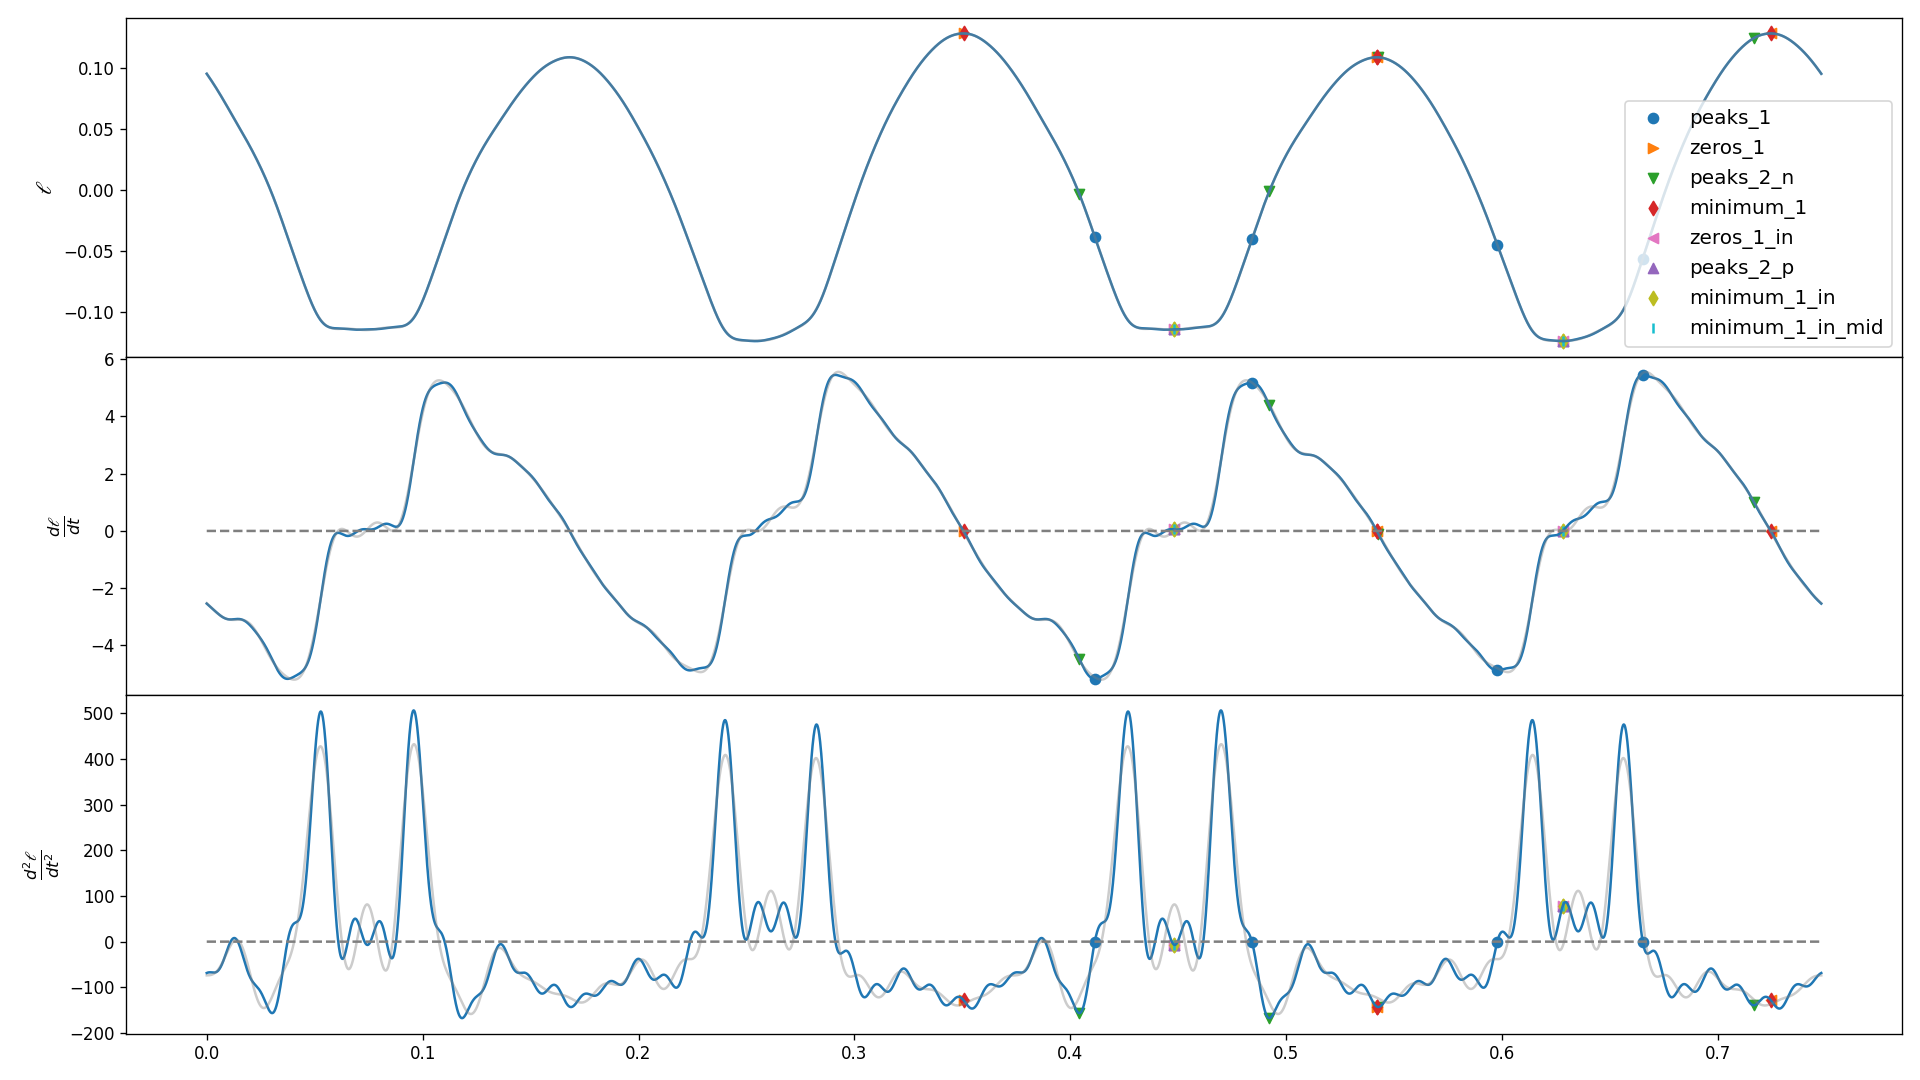 0.10
0.05
0.00
−0.05
−0.10
ℓ
peaks_1
zeros_1
peaks_2_n
minimum_1
zeros_1_in
peaks_2_p
minimum_1_in
minimum_1_in_mid
6
4
2
0
−2
−4
dℓ
dt
500
400
300
200
100
0
−100
−200
d²ℓ
dt²
0.0 0.1 0.2 0.3 0.4 0.5 0.6 0.7